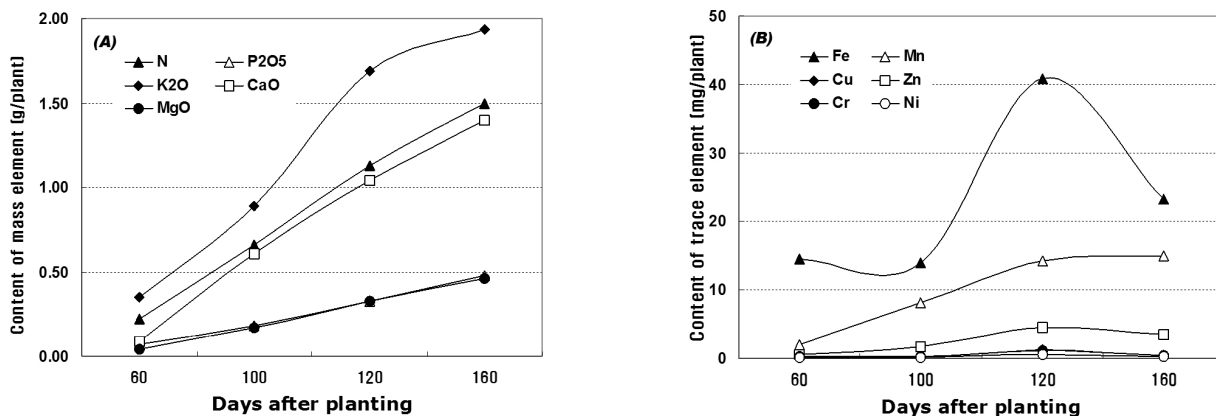 (A)
N
P2O5
K2O
CaO
MgO
Content of mass element (g/plant)
2.00
1.50
1.00
0.50
0.00
60
100
120
160
Days after planting
(B)
Fe
Mn
Cu
Zn
Cr
Ni
Content of trace element (mg/plant)
50
40
30
20
10
0
60
100
120
160
Days after planting